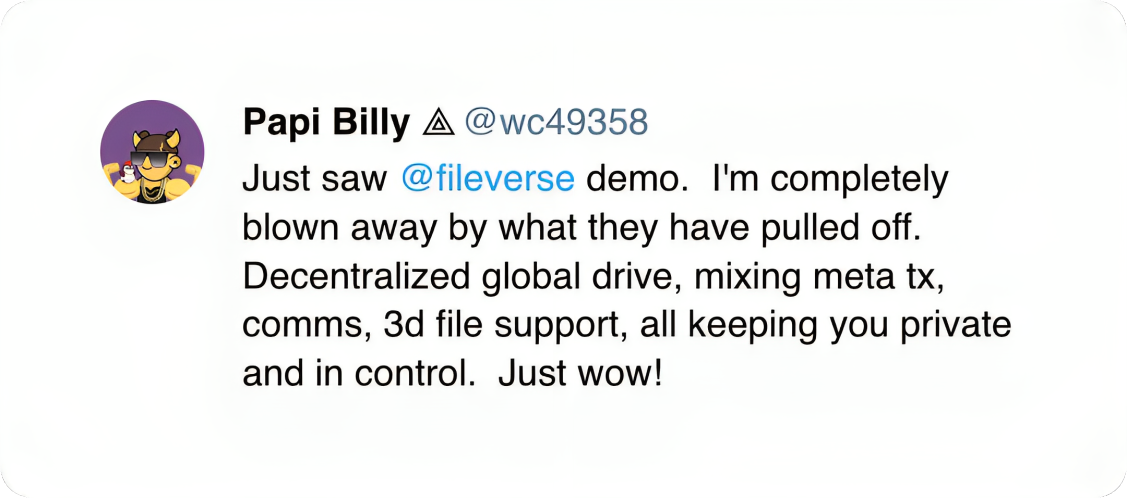 Papi Billy ◬ @wc49358
Just saw @fileverse demo.  I'm completely
blown away by what they have pulled off.
Decentralized global drive, mixing meta tx,
comms, 3d file support, all keeping you private
and in control.  Just wow!